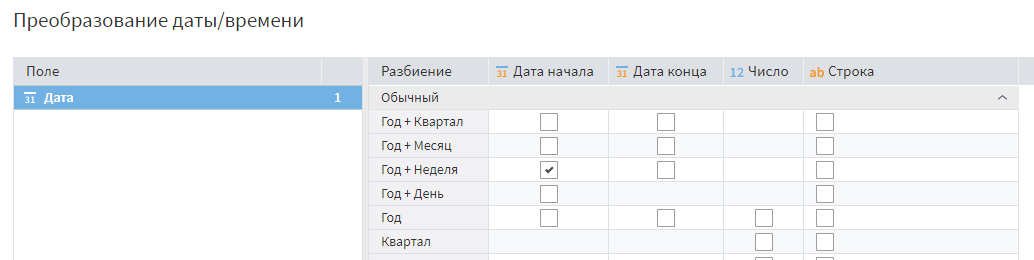 Преобразование даты/времени
Поле Разбиение 31 Дата начала 31 Дата конца 12 Число ab Строка
31 Дата 1 Обычный
Год + Квартал
Год + Месяц
Год + Неделя
Год + День
Год
Квартал